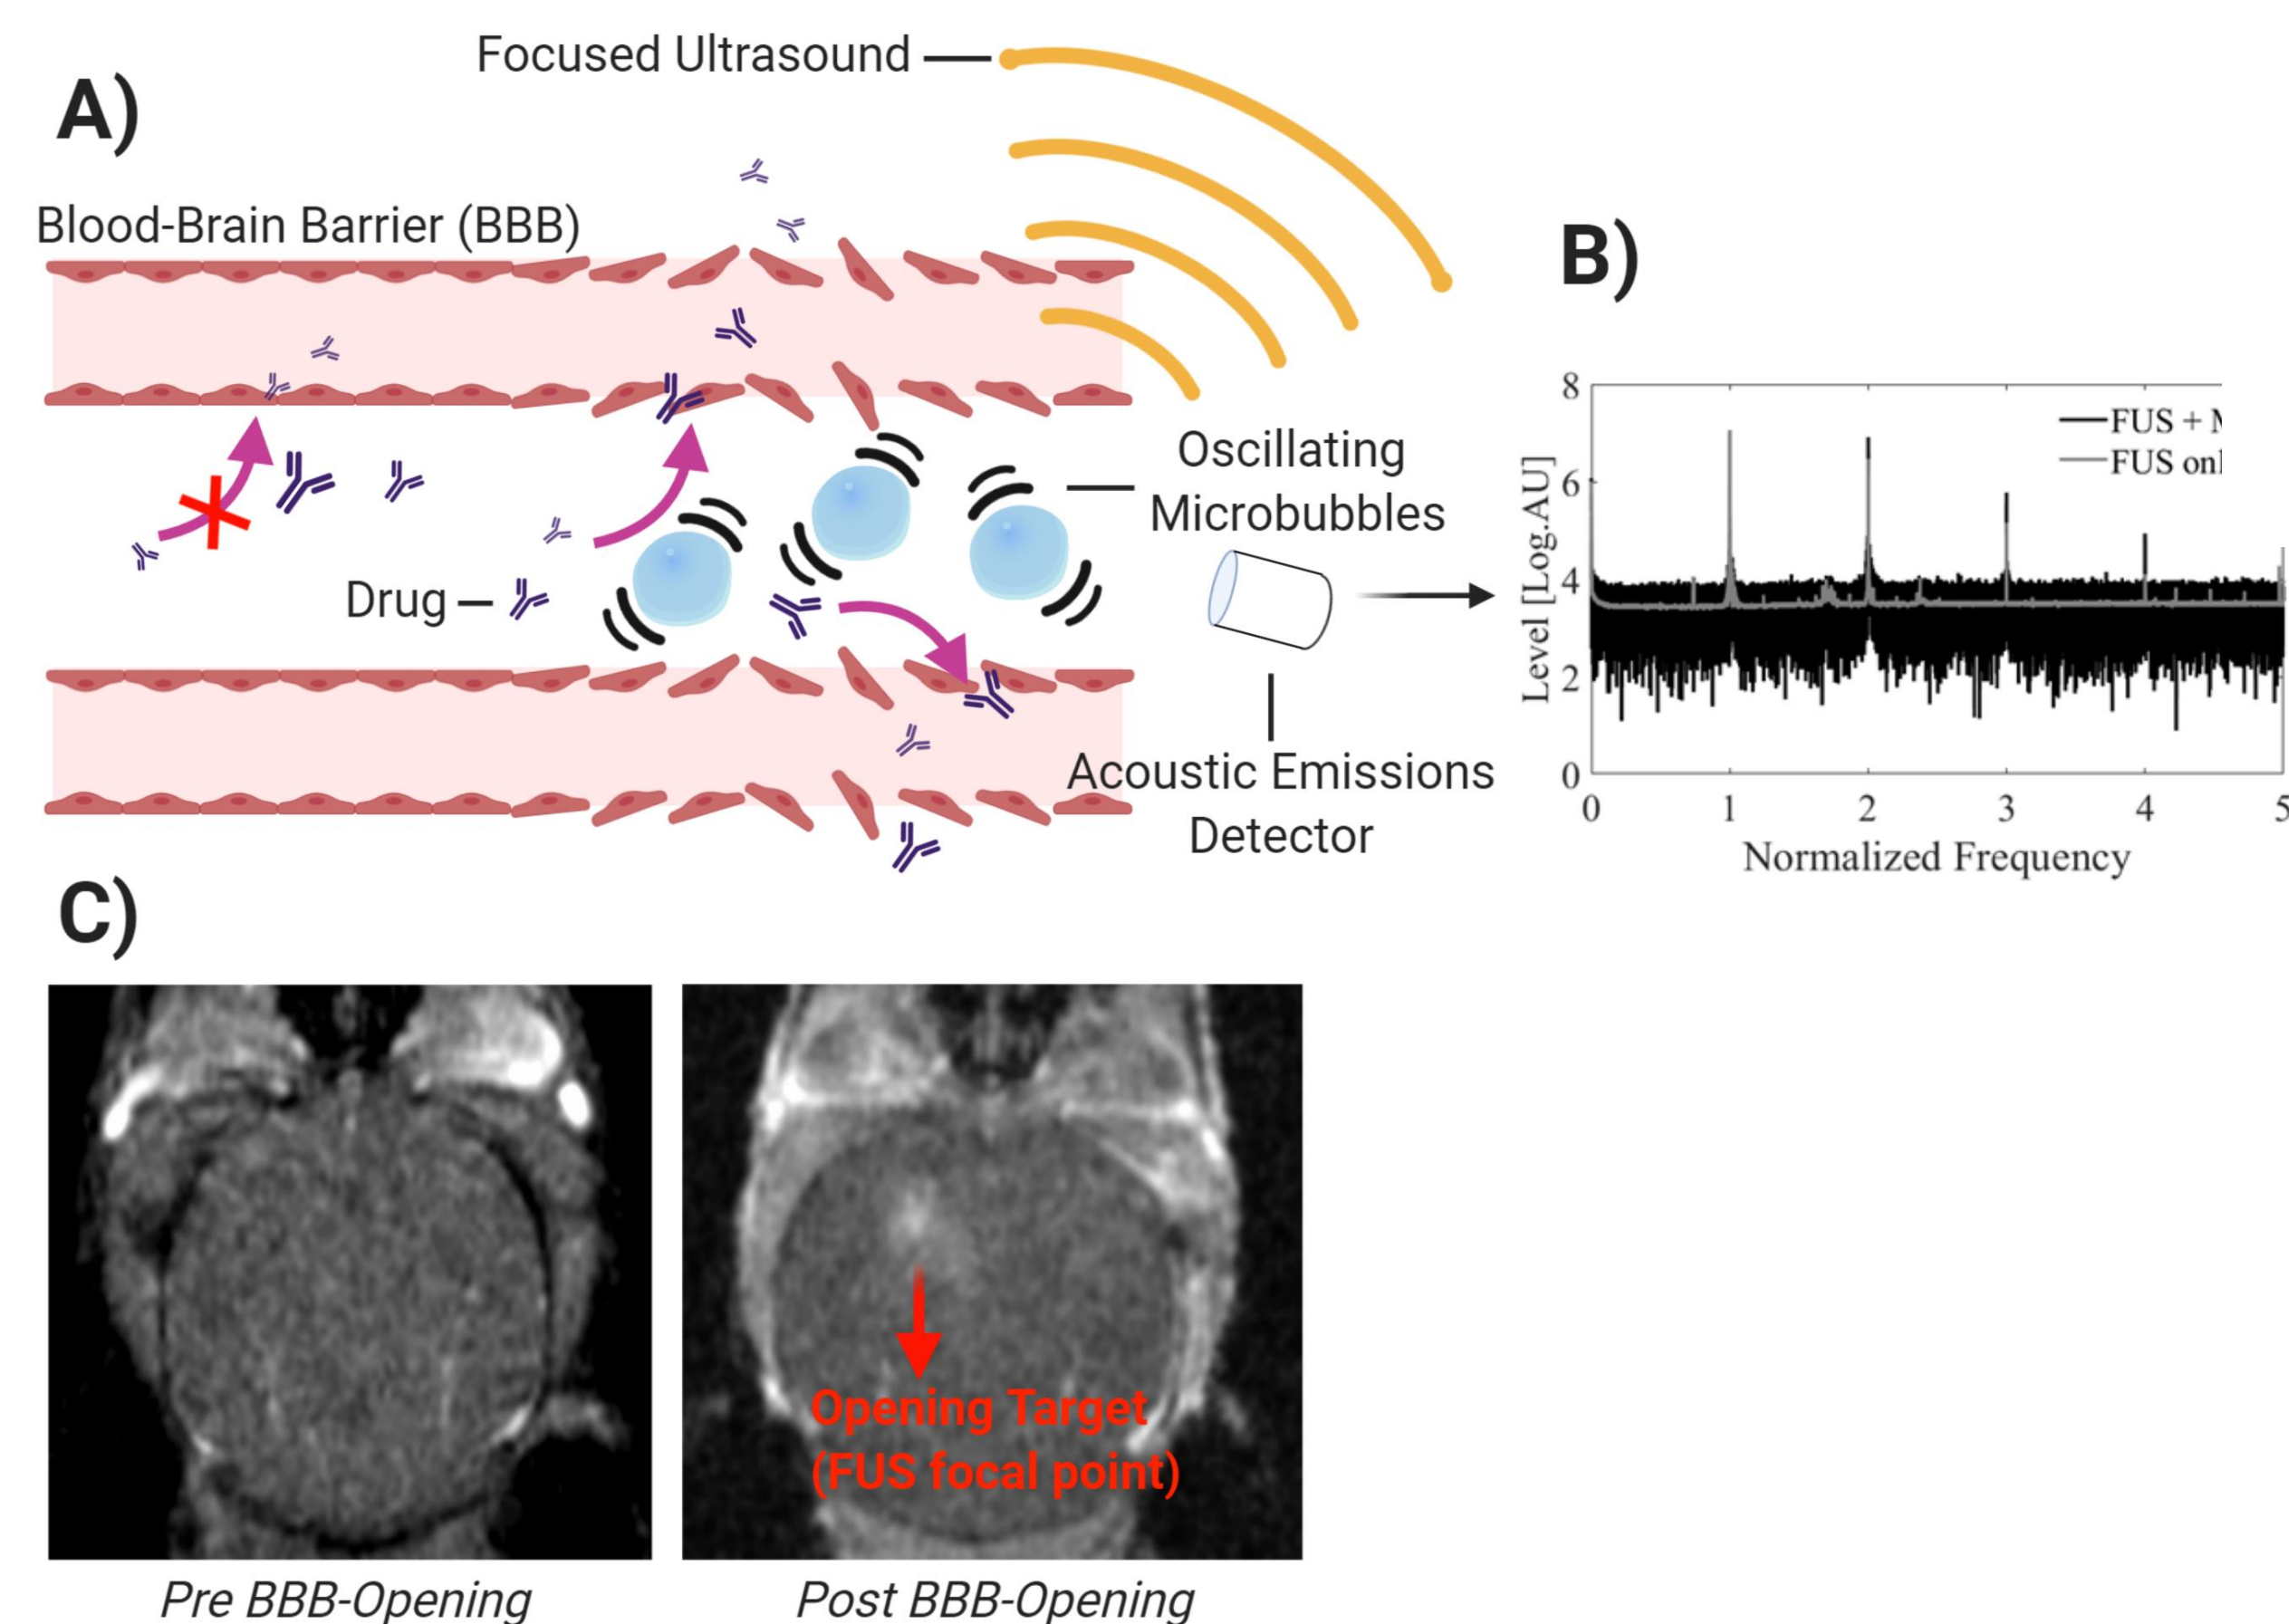 A)
Focused Ultrasound
Blood-Brain Barrier (BBB)
Oscillating
Microbubbles
Drug
Acoustic Emissions
Detector
B)
8
6
4
2
0
Level [Log.AU]
FUS +
FUS
0 1 2 3 4 5
Normalized Frequency
C)
Opening Target
(FUS focal point)
Pre BBB-Opening
Post BBB-Opening